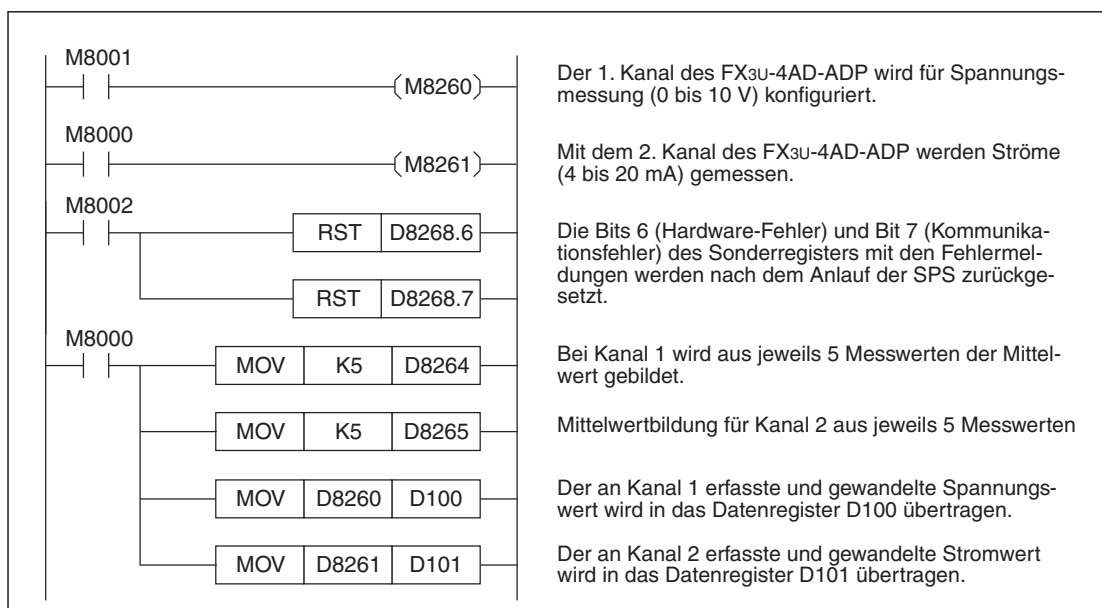 M8001
(M8260)
Der 1. Kanal des FX3U-4AD-ADP wird für Spannungs-
messung (0 bis 10 V) konfiguriert.
M8000
(M8261)
Mit dem 2. Kanal des FX3U-4AD-ADP werden Ströme
(4 bis 20 mA) gemessen.
M8002
RST D8268.6
Die Bits 6 (Hardware-Fehler) und Bit 7 (Kommunika-
tionsfehler) des Sonderregisters mit den Fehlermel-
dungen werden nach dem Anlauf der SPS zurückge-
setzt.
RST D8268.7
M8000
MOV K5 D8264
Bei Kanal 1 wird aus jeweils 5 Messwerten der Mittel-
wert gebildet.
MOV K5 D8265
Mittelwertbildung für Kanal 2 aus jeweils 5 Messwerten
MOV D8260 D100
Der an Kanal 1 erfasste und gewandelte Spannungs-
wert wird in das Datenregister D100 übertragen.
MOV D8261 D101
Der an Kanal 2 erfasste und gewandelte Stromwert
wird in das Datenregister D101 übertragen.